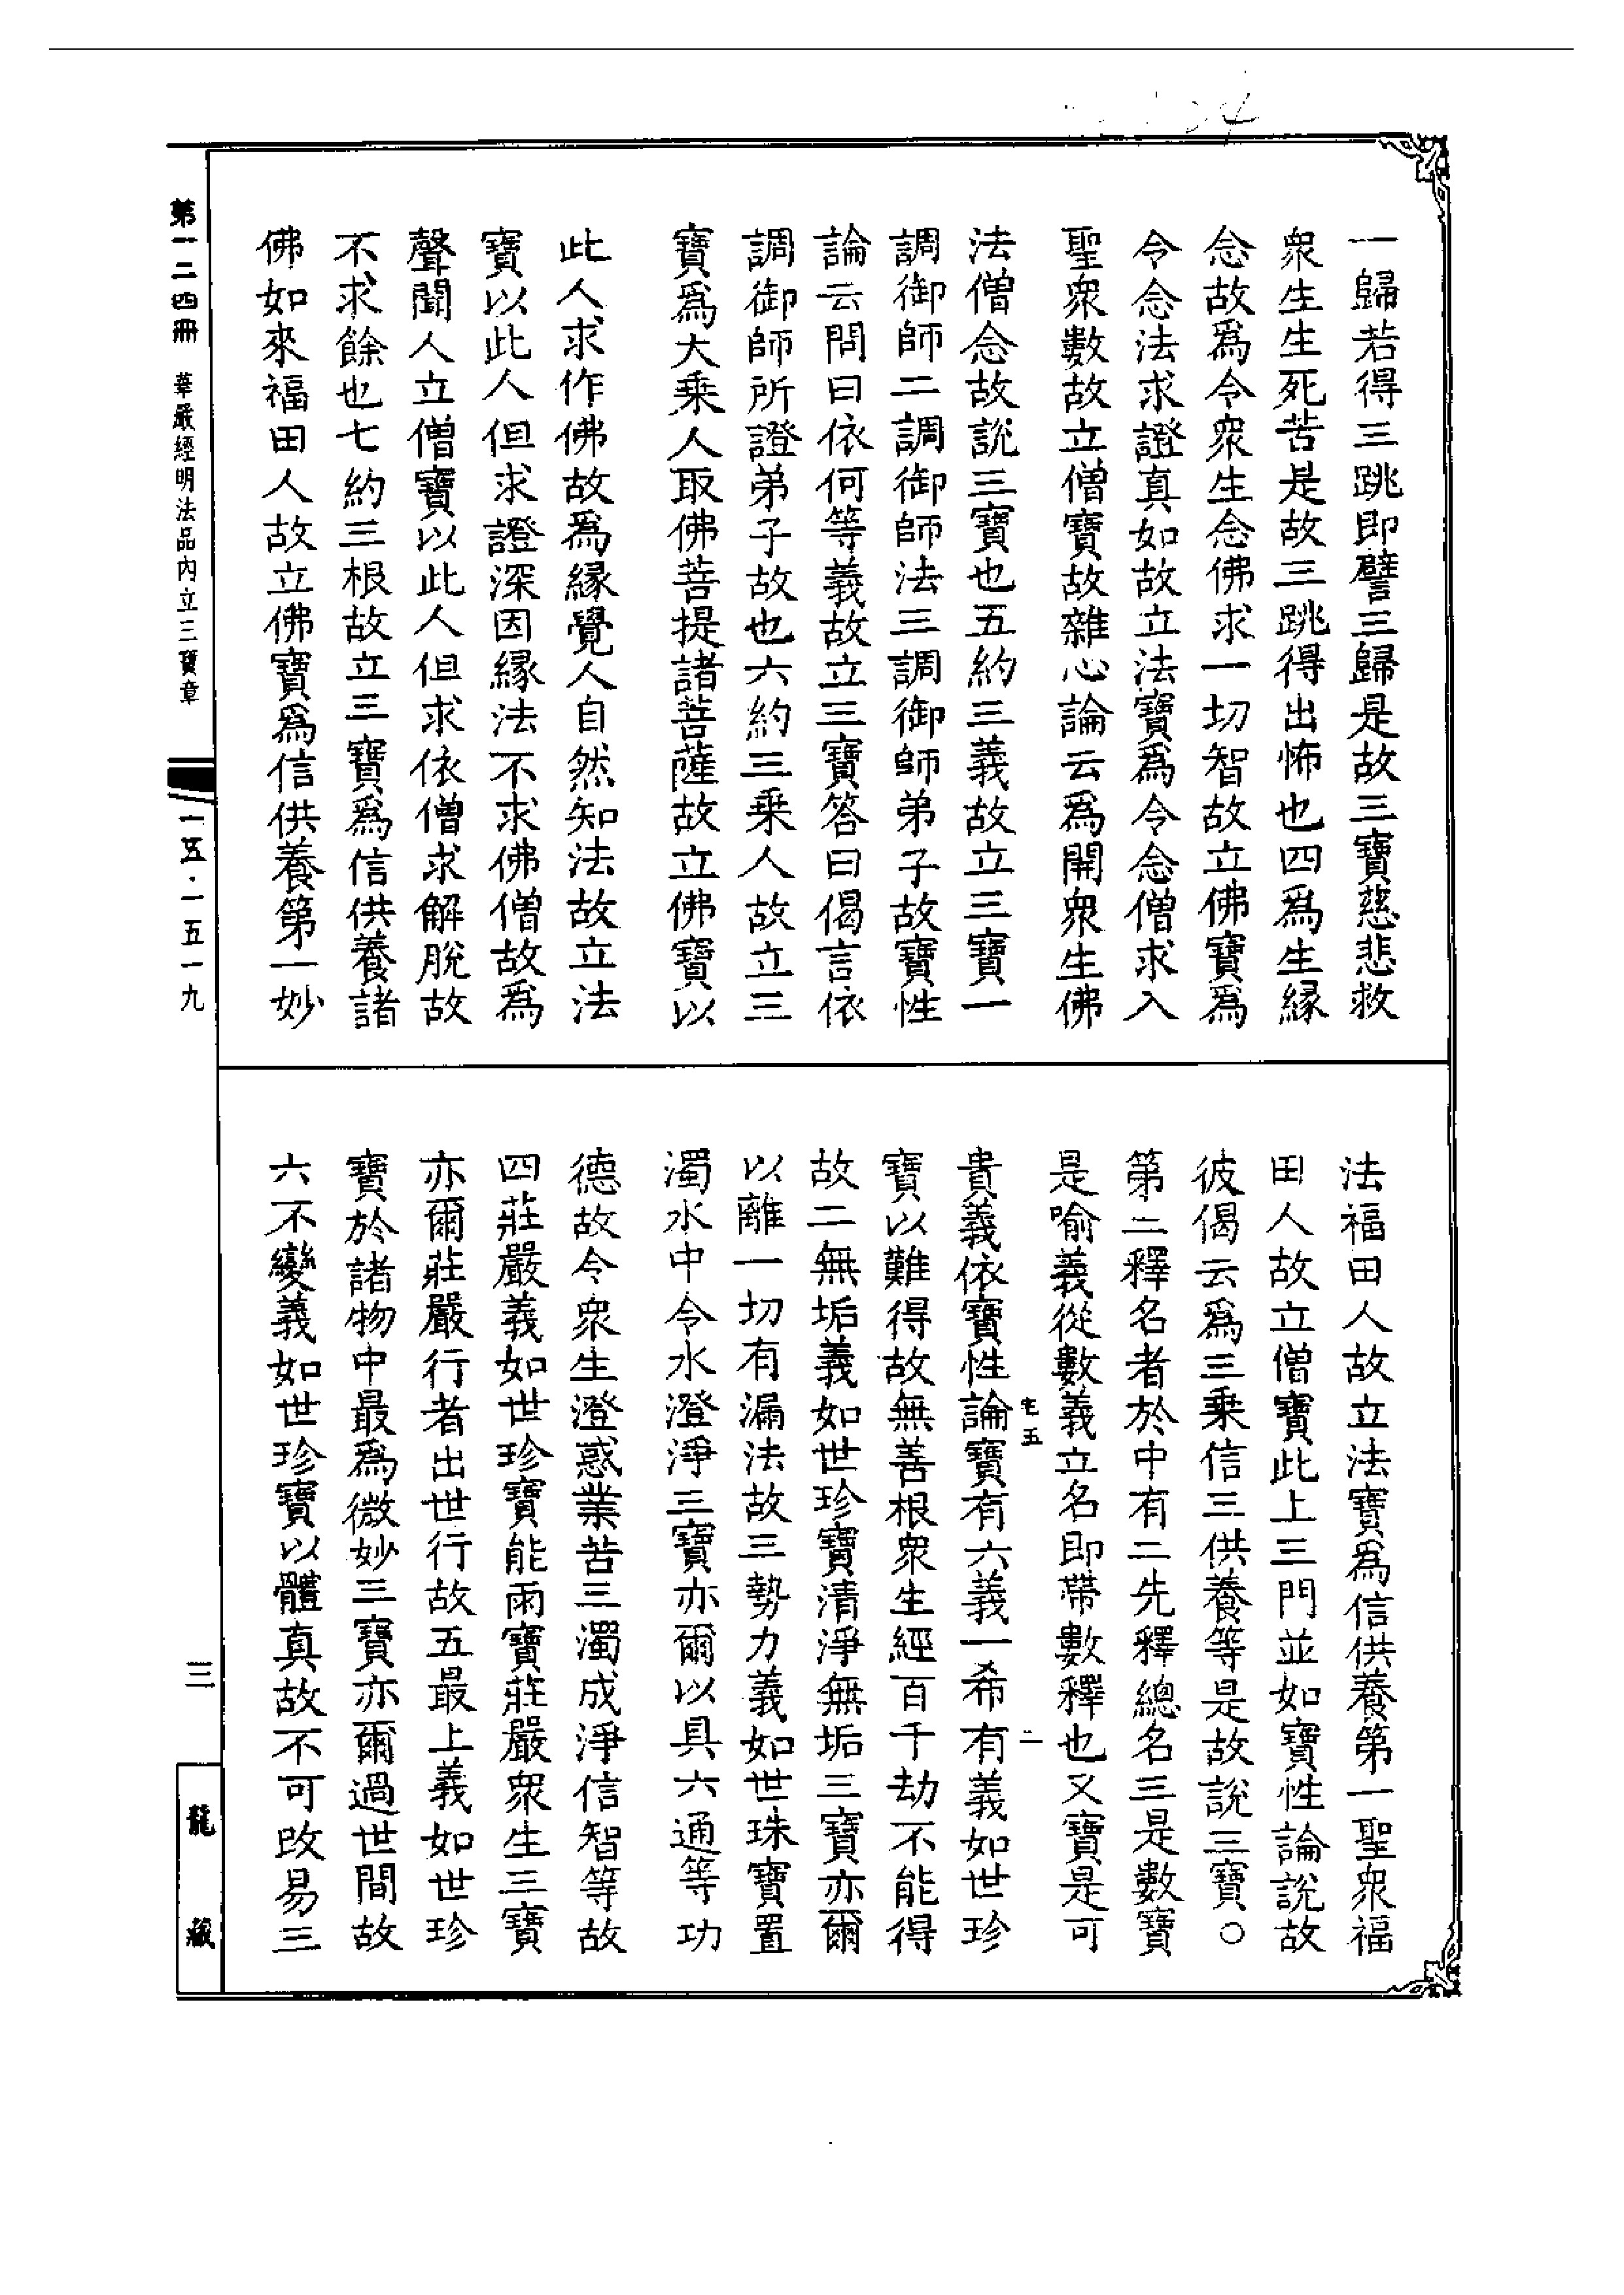 一歸若得三跳即譬三歸是故三寶慈悲救
衆生生死苦是故三跳得出怖也四爲生緣
念故爲令衆生念佛求一切智故立佛寶爲
令念法求證真如故立法寶爲令念僧求入
聖衆數故立僧寶故雜心論云爲開衆生佛
法僧念故說三寶也五約三義故立三寶一
調御師二調御師法三調御師弟子故寶性
論云問曰依何等義故立三寶答曰偈言依
調御師所證弟子故也六約三乘人故立三
寶爲大乘人取佛菩提諸菩薩故立佛寶以
此人求作佛故爲緣覺人自然知法故立法
寶以此人但求證深因緣法不求佛僧故爲
聲聞人立僧寶以此人但求依僧求解脫故
不求餘也七約三根故立三寶爲信供養諸
佛如來福田人故立佛寶爲信供養第一妙
法福田人故立法寶爲信供養第一聖衆福
田人故立僧寶此上三門並如寶性論說故
彼偈云爲三乘信三供養等是故說三寶○
第二釋名者於中有二先釋總名三是數寶
是喻義從數義立名即帶數釋也又寶是可
宅五 二
貴義依寶性論寶有六義一希有義如世珍
寶以難得故無善根衆生經百千劫不能得
故二無垢義如世珍寶清淨無垢三寶亦爾
以離一切有漏法故三勢力義如世珠寶置
濁水中令水澄淨三寶亦爾以具六通等功
德故令衆生澄惑業苦三濁成淨信智等故
四莊嚴義如世珍寶能雨寶莊嚴衆生三寶
亦爾莊嚴行者出世行故五最上義如世珍
寶於諸物中最爲微妙三寶亦爾過世間故
六不變義如世珍寶以體真故不可改易三
第一二四冊 華嚴經明法品內立三寶章
一五·一五一九
三
龍藏